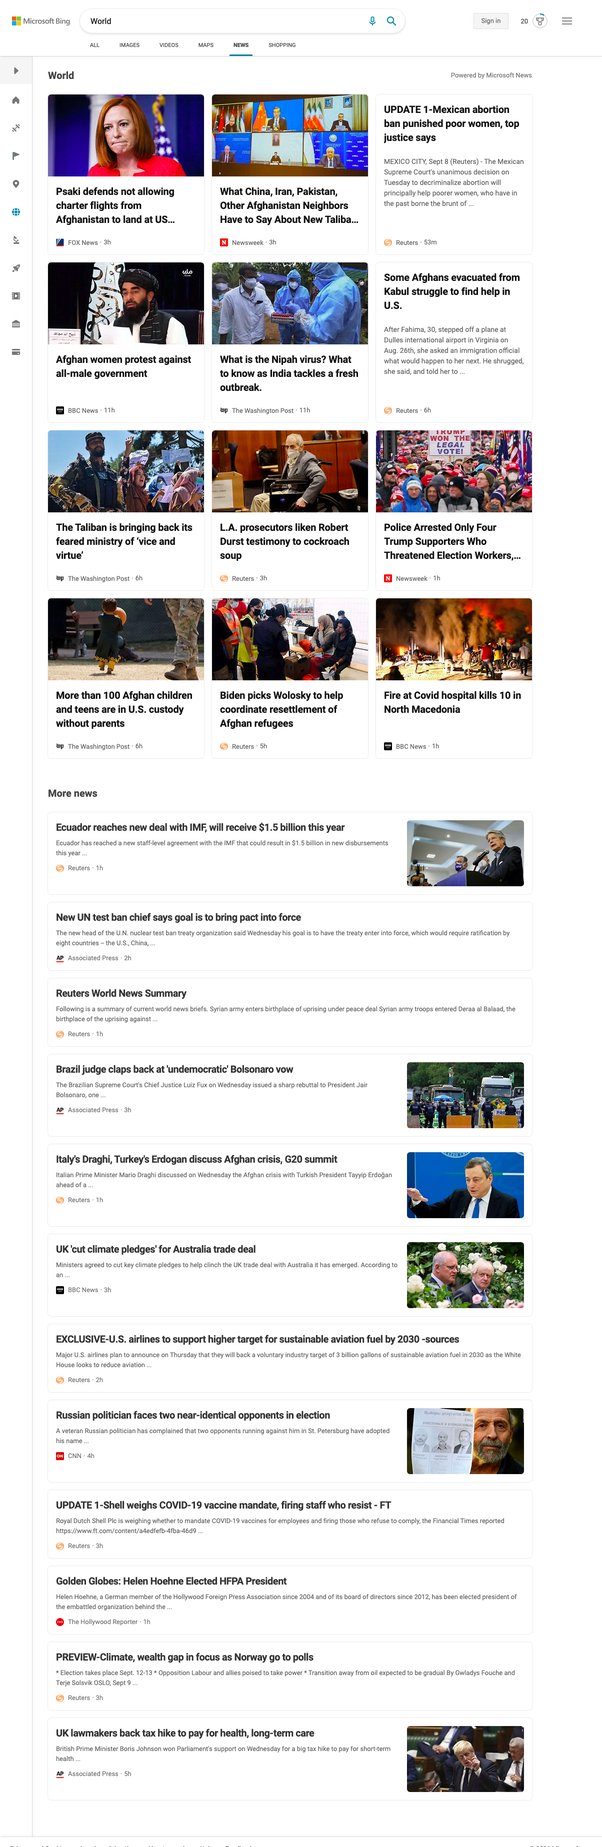 Microsoft Bing
World
Sign in
20
ALL
IMAGES
VIDEOS
MAPS
NEWS
SHOPPING
World
Powered by Microsoft News
Psaki defends not allowing
charter flights from
Afghanistan to land at US...
FOX News · 3h
What China, Iran, Pakistan,
Other Afghanistan Neighbors
Have to Say About New Taliba...
Newsweek · 3h
UPDATE 1-Mexican abortion
ban punished poor women, top
justice says
MEXICO CITY, Sept 8 (Reuters) - The Mexican
Supreme Court's unanimous decision on
Tuesday to decriminalize abortion will
principally help poorer women, who have in
the past borne the brunt of ...
Reuters · 53m
Afghan women protest against
all-male government
BBC News · 11h
What is the Nipah virus? What
to know as India tackles a fresh
outbreak.
wp The Washington Post · 11h
Some Afghans evacuated from
Kabul struggle to find help in
U.S.
After Fahima, 30, stepped off a plane at
Dulles international airport in Virginia on
Aug. 26th, she asked an immigration official
what would happen to her next. He shrugged,
she said, and told her to ...
Reuters · 6h
The Taliban is bringing back its
feared ministry of 'vice and
virtue'
wp The Washington Post · 6h
L.A. prosecutors liken Robert
Durst testimony to cockroach
soup
Reuters · 3h
TRUMP
WON THE
LEGAL
VOTE!
Police Arrested Only Four
Trump Supporters Who
Threatened Election Workers,...
Newsweek · 1h
More than 100 Afghan children
and teens are in U.S. custody
without parents
wp The Washington Post · 6h
Biden picks Wolosky to help
coordinate resettlement of
Afghan refugees
Reuters · 5h
Fire at Covid hospital kills 10 in
North Macedonia
BBC News · 1h
More news
Ecuador reaches new deal with IMF, will receive $1.5 billion this year
Ecuador has reached a new staff-level agreement with the IMF that could result in $1.5 billion in new disbursements
this year ...
Reuters · 1h
New UN test ban chief says goal is to bring pact into force
The new head of the U.N. nuclear test ban treaty organization said Wednesday his goal is to have the treaty enter into force, which would require ratification by
eight countries – the U.S., China, ...
AP Associated Press · 2h
Reuters World News Summary
Following is a summary of current world news briefs. Syrian army enters birthplace of uprising under peace deal Syrian army troops entered Deraa al Balaad, the
birthplace of the uprising against ...
Reuters · 1h
Brazil judge claps back at 'undemocratic' Bolsonaro vow
The Brazilian Supreme Court's Chief Justice Luiz Fux on Wednesday issued a sharp rebuttal to President Jair
Bolsonaro, one ...
AP Associated Press · 3h
Italy's Draghi, Turkey's Erdogan discuss Afghan crisis, G20 summit
Italian Prime Minister Mario Draghi discussed on Wednesday the Afghan crisis with Turkish President Tayyip Erdoğan
ahead of a ...
Reuters · 1h
UK 'cut climate pledges' for Australia trade deal
Ministers agreed to cut key climate pledges to help clinch the UK trade deal with Australia it has emerged. According to
an ...
BBC News · 3h
EXCLUSIVE-U.S. airlines to support higher target for sustainable aviation fuel by 2030 -sources
Major U.S. airlines plan to announce on Thursday that they will back a voluntary industry target of 3 billion gallons of sustainable aviation fuel in 2030 as the White
House looks to reduce aviation ...
Reuters · 2h
Russian politician faces two near-identical opponents in election
A veteran Russian politician has complained that two opponents running against him in St. Petersburg have adopted
his name ...
CNN · 4h
UPDATE 1-Shell weighs COVID-19 vaccine mandate, firing staff who resist - FT
Royal Dutch Shell Plc is weighing whether to mandate COVID-19 vaccines for employees and firing those who refuse to comply, the Financial Times reported
https://www.ft.com/content/a4edfefb-4fba-46d9 ...
Reuters · 3h
Golden Globes: Helen Hoehne Elected HFPA President
Helen Hoehne, a German member of the Hollywood Foreign Press Association since 2004 and of its board of directors since 2012, has been elected president of
the embattled organization behind the ...
The Hollywood Reporter · 1h
PREVIEW-Climate, wealth gap in focus as Norway go to polls
* Election takes place Sept. 12-13 * Opposition Labour and allies poised to take power * Transition away from oil expected to be gradual By Gwladys Fouche and
Terje Solsvik OSLO, Sept 9 ...
Reuters · 3h
UK lawmakers back tax hike to pay for health, long-term care
British Prime Minister Boris Johnson won Parliament's support on Wednesday for a big tax hike to pay for short-term
health ...
AP Associated Press · 5h